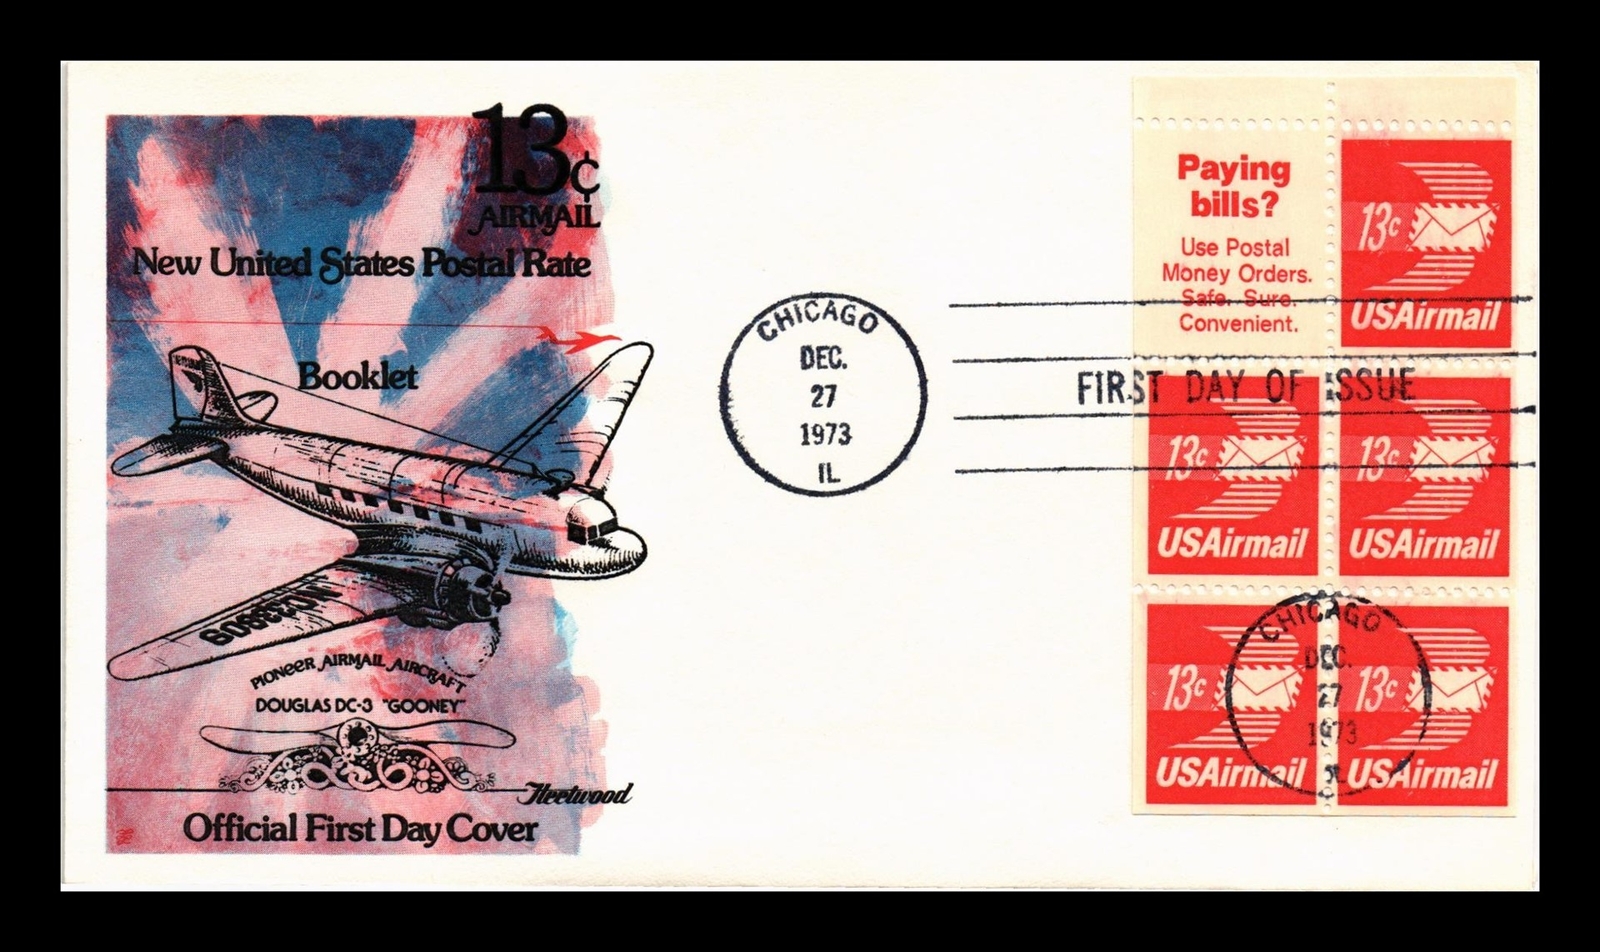 13¢
AIRMAIL
New United States Postal Rate
Booklet
NC33609
PIONEER AIRMAIL AIRCRAFT
DOUGLAS DC-3 "GOONEY"
Fleetwood
Official First Day Cover
CHICAGO
DEC.
27
1973
IL
FIRST DAY OF ISSUE
Paying
bills?
Use Postal
Money Orders.
Safe. Sure.
Convenient.
13c
USAirmail
13c
USAirmail
13c
USAirmail
13c
USAirmail
13c
USAirmail
CHICAGO
DEC.
27
1973
IL